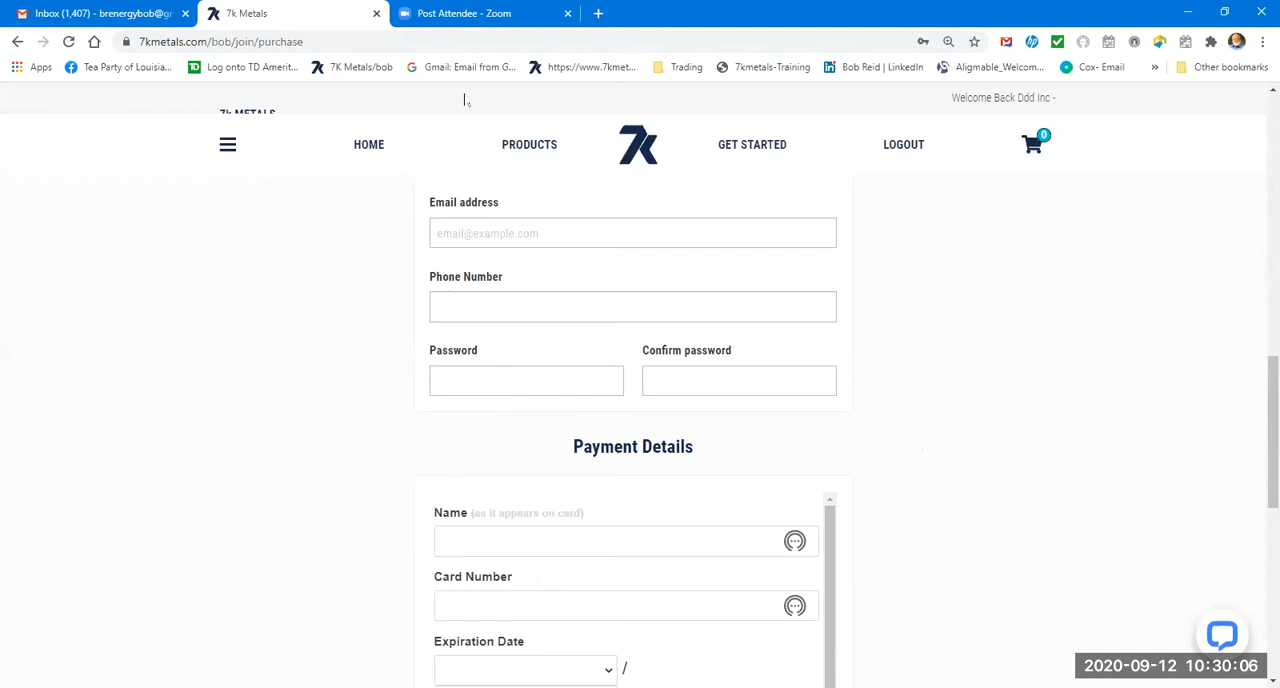 Inbox (1,407) - brenergybob@gr
7k Metals
Post Attendee - Zoom
7kmetals.com/bob/join/purchase
Apps
Tea Party of Louisia...
Log onto TD Amerit...
7K Metals/bob
Gmail: Email from G...
https://www.7kmet...
Trading
7kmetals-Training
Bob Reid | LinkedIn
Aligmable_Welcom...
Cox- Email
»
Other bookmarks
Welcome Back Ddd Inc -
7k METALS
HOME
PRODUCTS
7K
GET STARTED
LOGOUT
0
Email address
email@example.com
Phone Number
Password
Confirm password
Payment Details
Name (as it appears on card)
Card Number
Expiration Date
/
2020-09-12 10:30:06